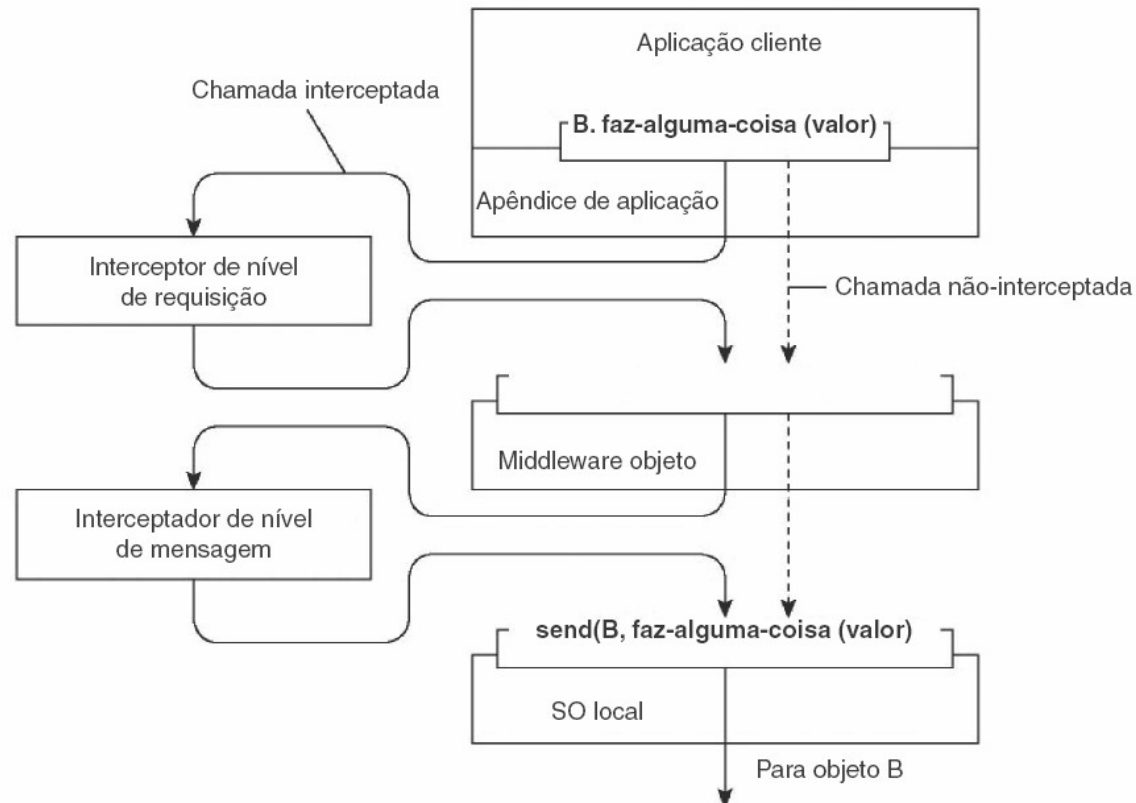 Aplicação cliente
Chamada interceptada
B. faz-alguma-coisa (valor)
Apêndice de aplicação
Interceptor de nível
de requisição
Chamada não-interceptada
Middleware objeto
Interceptador de nível
de mensagem
send(B, faz-alguma-coisa (valor)
SO local
Para objeto B